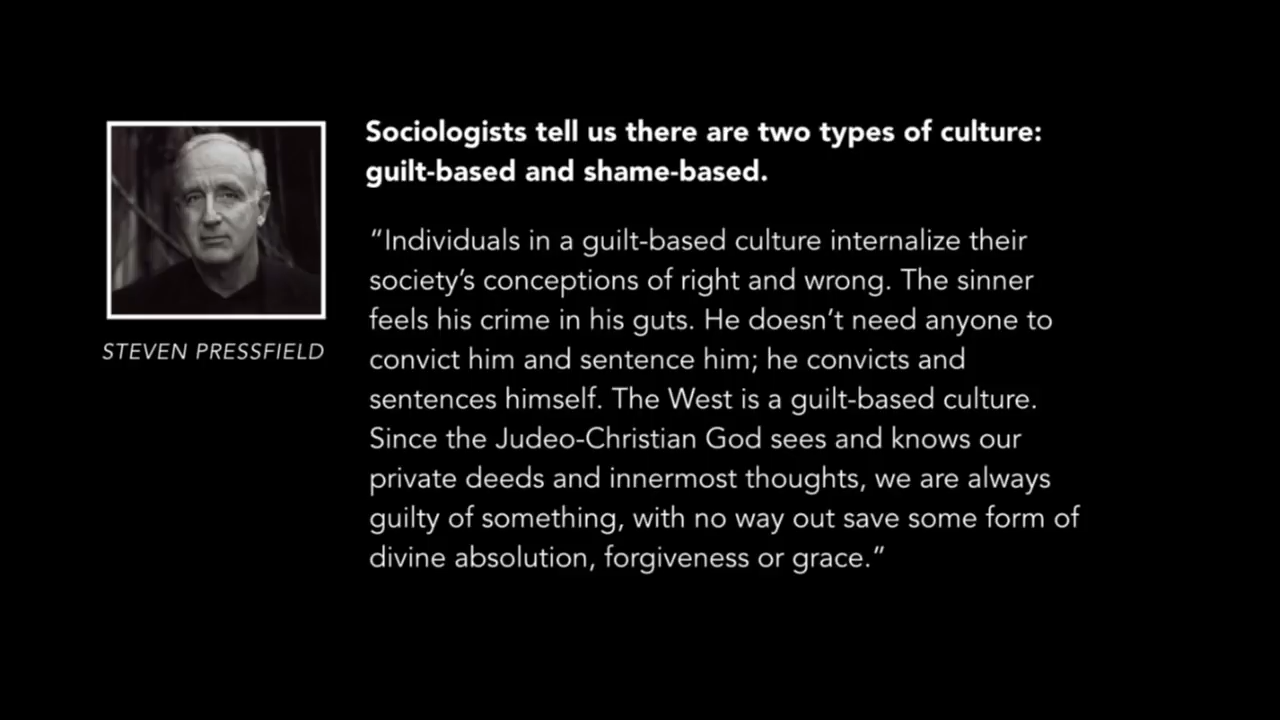 Sociologists tell us there are two types of culture:
guilt-based and shame-based.
“Individuals in a guilt-based culture internalize their
society’s conceptions of right and wrong. The sinner
feels his crime in his guts. He doesn’t need anyone to
convict him and sentence him; he convicts and
sentences himself. The West is a guilt-based culture.
Since the Judeo-Christian God sees and knows our
private deeds and innermost thoughts, we are always
guilty of something, with no way out save some form of
divine absolution, forgiveness or grace.”
STEVEN PRESSFIELD